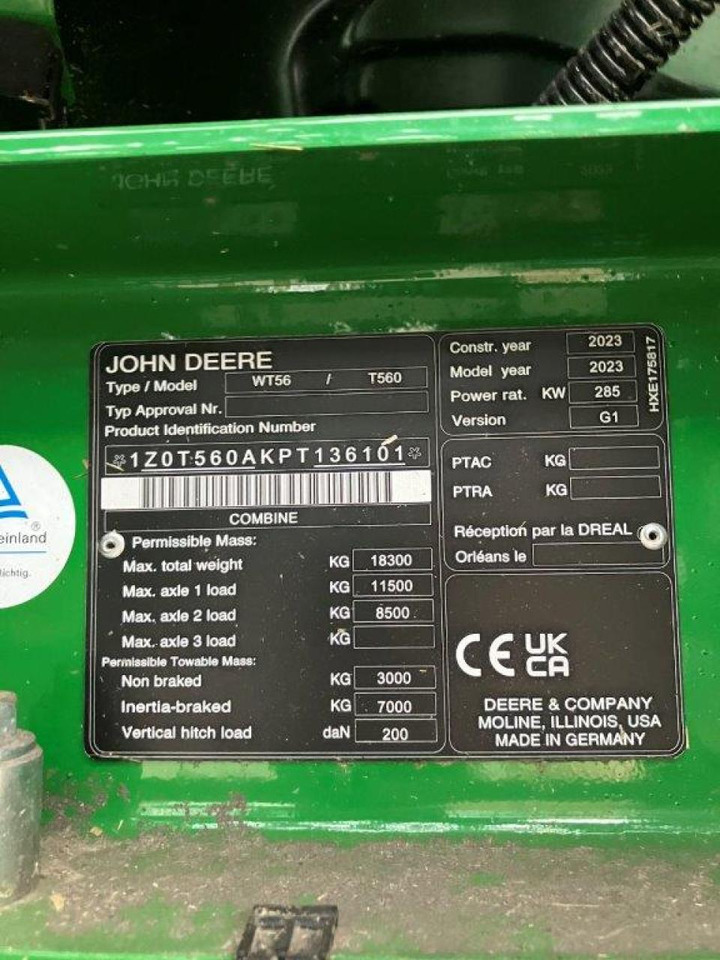 JOHN DEERE
Type / Model WT56 / T560
Typ Approval Nr.
Product Identification Number
*1Z0T560AKPT136101*
COMBINE
Permissible Mass:
Max. total weight KG 18300
Max. axle 1 load KG 11500
Max. axle 2 load KG 8500
Max. axle 3 load KG
Permissible Towable Mass:
Non braked KG 3000
Inertia-braked KG 7000
Vertical hitch load daN 200
Constr. year 2023
Model year 2023
Power rat. KW 285
Version G1
HXE175817
PTAC KG
PTRA KG
Réception par la DREAL
Orléans le
CE UK
CA
DEERE & COMPANY
MOLINE, ILLINOIS, USA
MADE IN GERMANY
®
einland